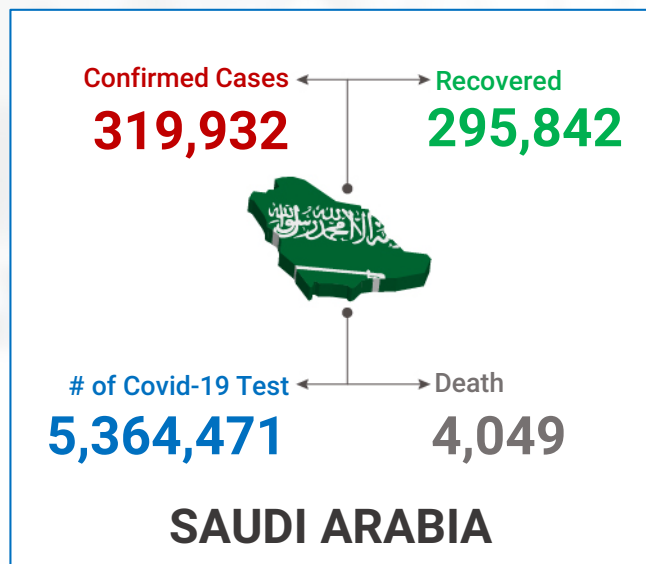 Confirmed Cases
319,932
Recovered
295,842
# of Covid-19 Test
5,364,471
Death
4,049
SAUDI ARABIA